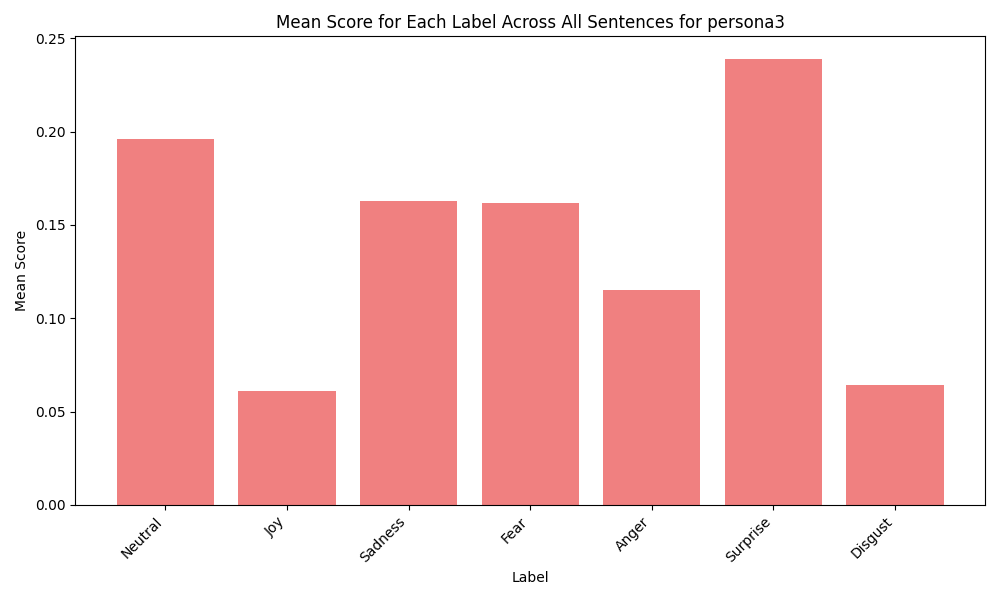 Mean Score for Each Label Across All Sentences for persona3
Mean Score
0.25
0.20
0.15
0.10
0.05
0.00
Neutral
Joy
Sadness
Fear
Anger
Surprise
Disgust
Label